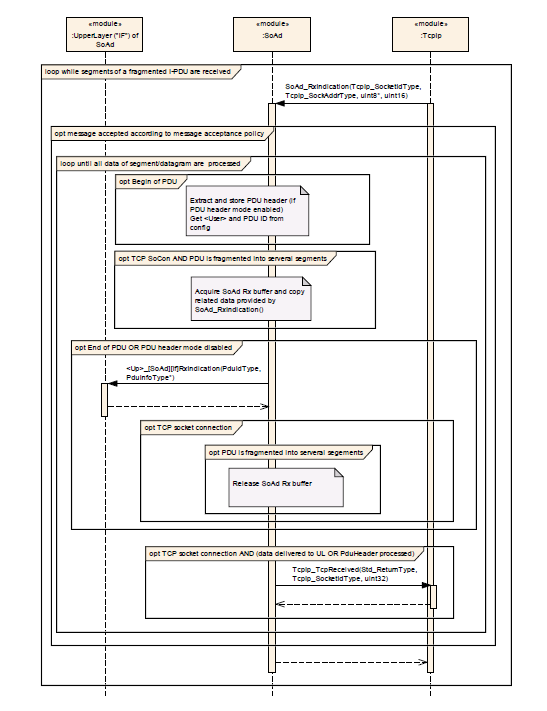 «module»
:UpperLayer ("IF") of
SoAd
«module»
:SoAd
«module»
:TcpIp
loop while segments of a fragmented I-PDU are received
SoAd_RxIndication(TcpIp_SocketIdType,
TcpIp_SockAddrType, uint8*, uint16)
opt message accepted according to message acceptance policy
loop until all data of segment/datagram are processed
opt Begin of PDU
Extract and store PDU header (if
PDU header mode enabled)
Get <User> and PDU ID from
config
opt TCP SoCon AND PDU is fragmented into serveral segments
Acquire SoAd Rx buffer and copy
related data provided by
SoAd_RxIndication()
opt End of PDU OR PDU header mode disabled
<Up>_[SoAd][If]RxIndication(PduIdType,
PduInfoType*)
opt TCP socket connection
opt PDU is fragmented into serveral segements
Release SoAd Rx buffer
opt TCP socket connection AND (data delivered to UL OR PduHeader processed)
TcpIp_TcpReceived(Std_ReturnType,
TcpIp_SocketIdType, uint32)